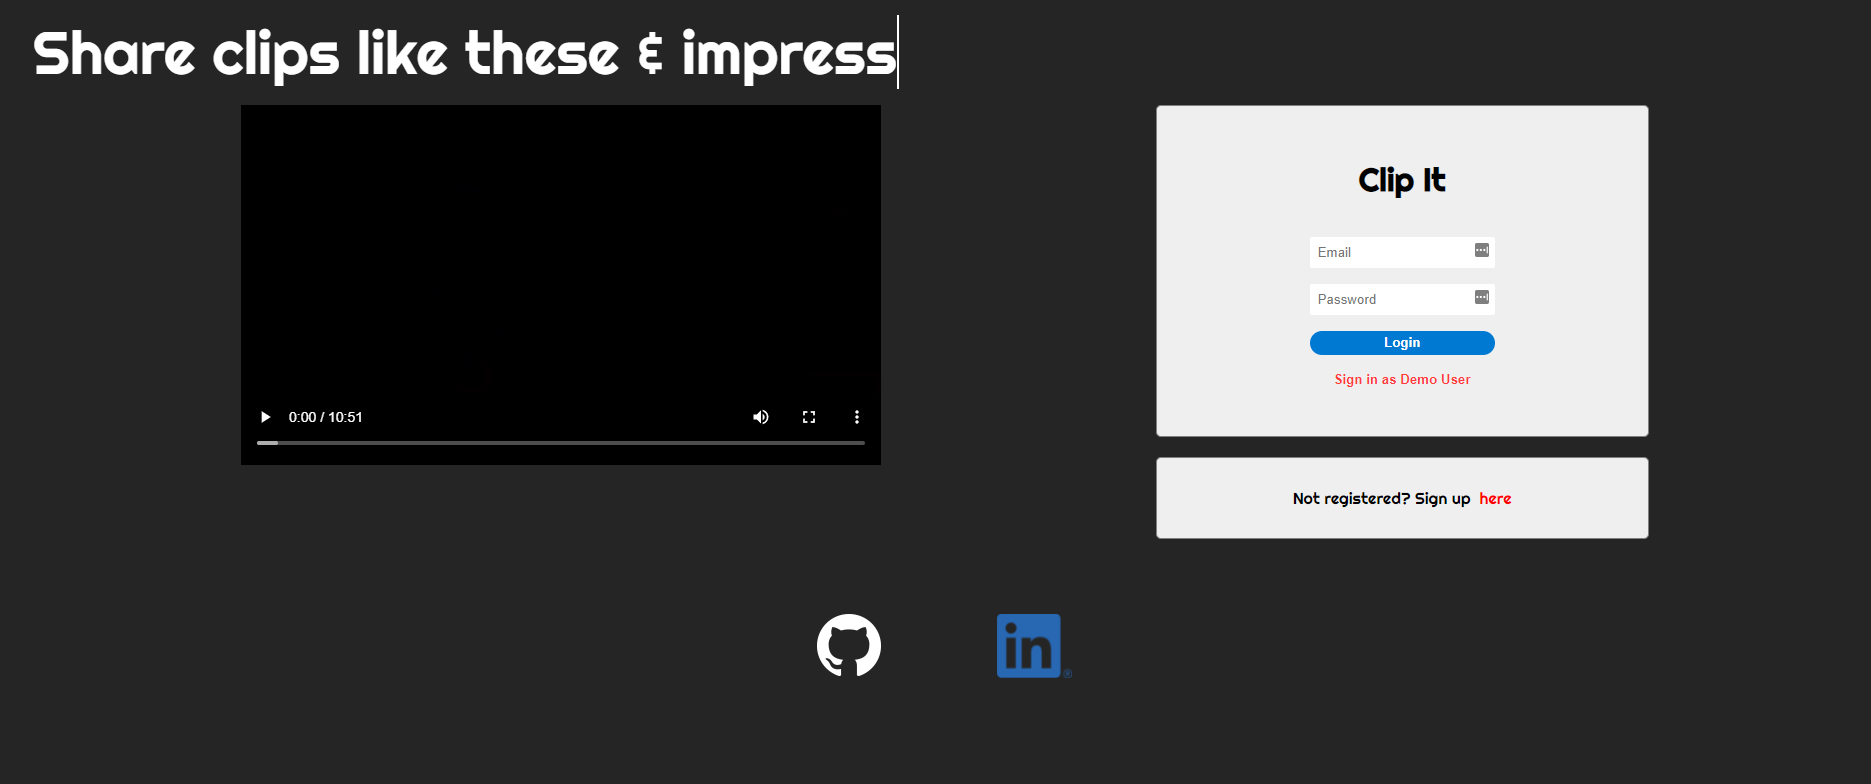 Share clips like these & impress
0:00 / 10:51
Clip It
Email
Password
Login
Sign in as Demo User
Not registered? Sign up here
in®